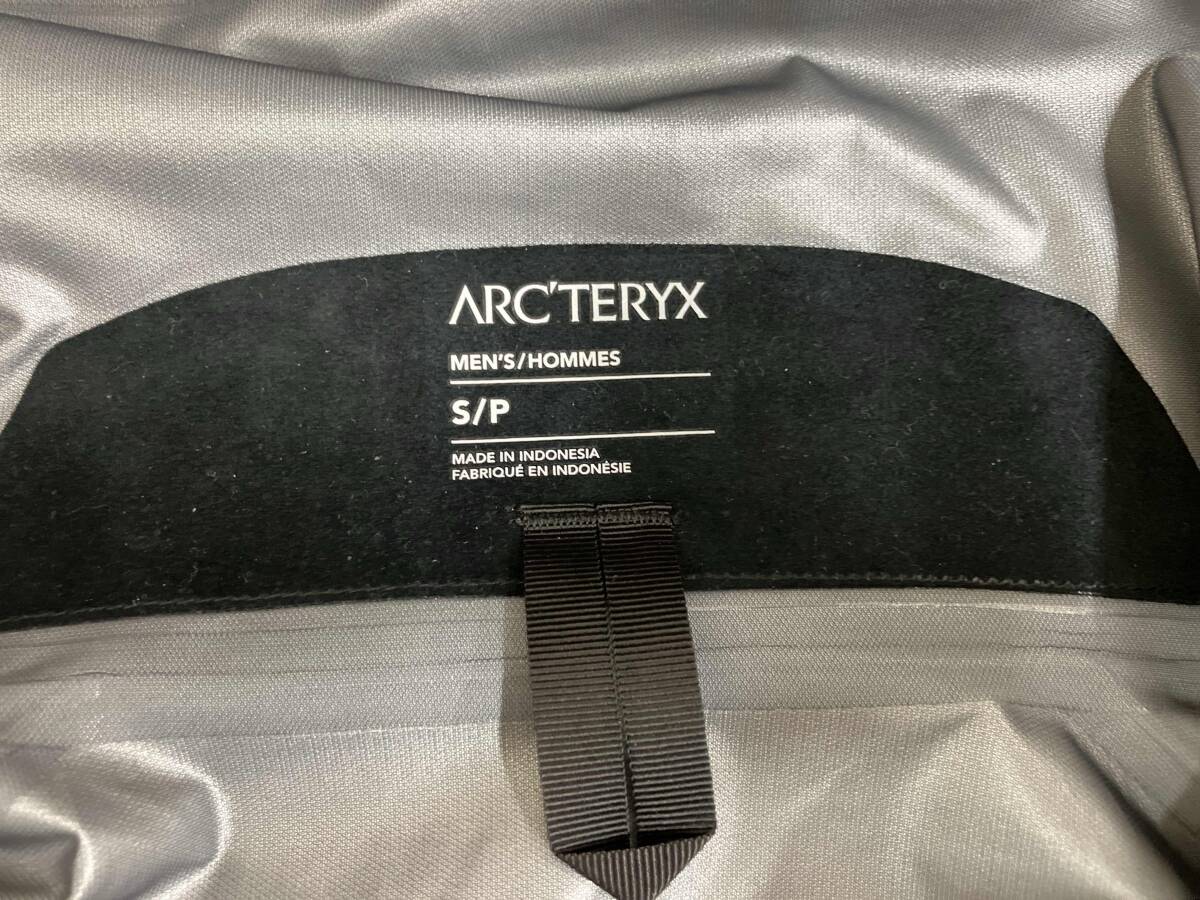 ARC'TERYX
MEN'S/HOMMES
S/P
MADE IN INDONESIA
FABRIQUÉ EN INDONÉSIE